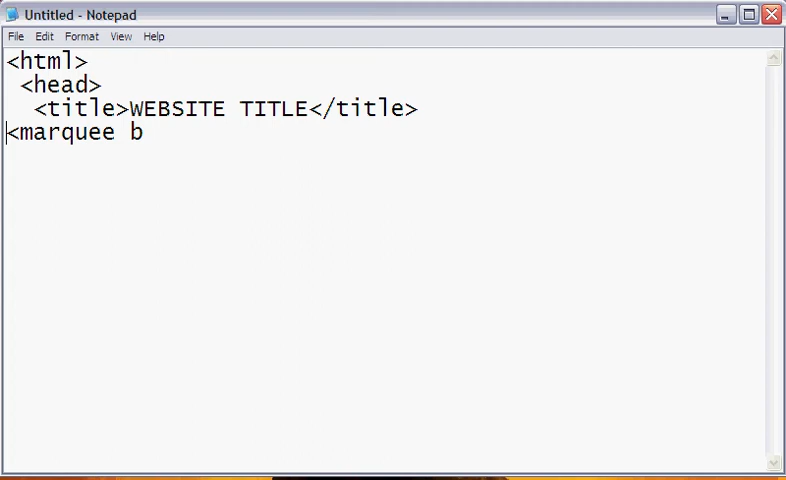 Untitled - Notepad
File Edit Format View Help
<html>
<head>
<title>WEBSITE TITLE</title>
<marquee b